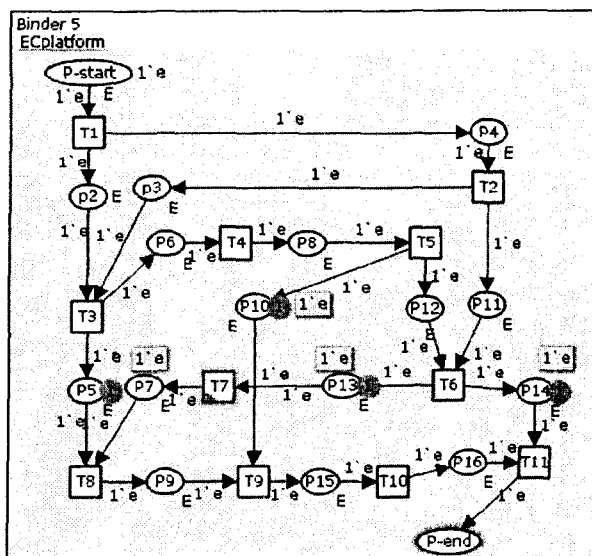 Binder 5
ECplatform
P-start 1`e
1`e E
T1 1`e P4
1`e 1`e E
p2 E p3 1`e T2
E
1`e 1`e P6 T4 1`e P8 1`e T5 1`e
1`e E 1`e E
T3 P10 1`e 1`e 1`e P12 P11
E E E
1`e 1`e 1`e 1`e 1`e 1`e
P5 P7 T7 1`e P13 1`e T6 1`e P14
E E 1`e E E
1`e 1`e
T8 1`e P9 1`e T9 1`e P15 1`e T10 1`e P16 1`e T11
E E E
1`e
P-end